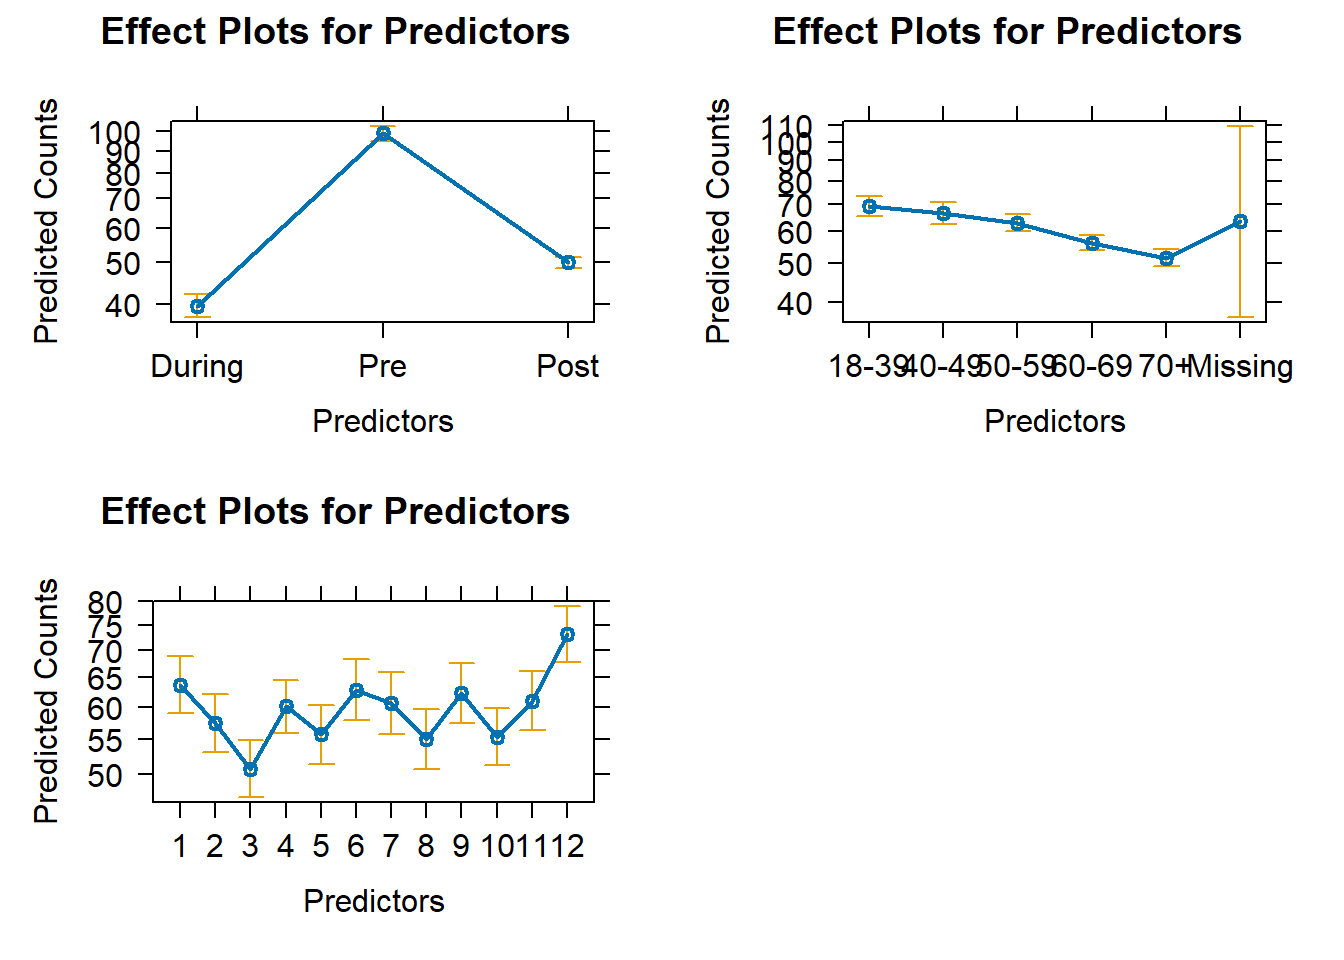 Effect Plots for Predictors
Predicted Counts
100
90
80
70
60
50
40
During Pre Post
Predictors
Effect Plots for Predictors
Predicted Counts
110
100
90
80
70
60
50
40
18-39 40-49 50-59 60-69 70+ Missing
Predictors
Effect Plots for Predictors
Predicted Counts
80
75
70
65
60
55
50
1 2 3 4 5 6 7 8 9 10 11 12
Predictors